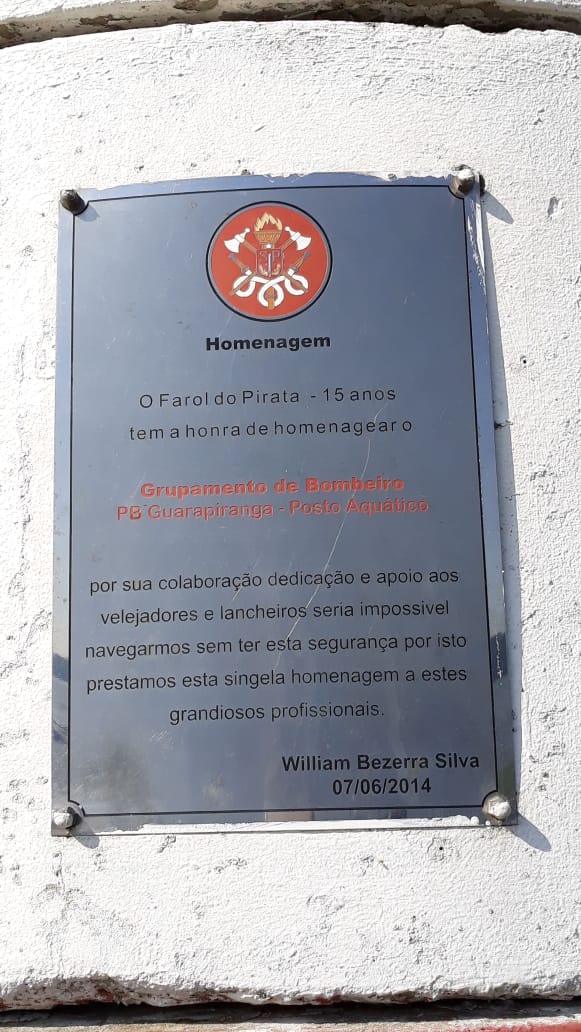 SP
Homenagem
O Farol do Pirata - 15 anos
tem a honra de homenagear o
Grupamento de Bombeiro
PB Guarapiranga - Posto Aquático
por sua colaboração dedicação e apoio aos
velejadores e lancheiros seria impossivel
navegarmos sem ter esta segurança por isto
prestamos esta singela homenagem a estes
grandiosos profissionais.
William Bezerra Silva
07/06/2014